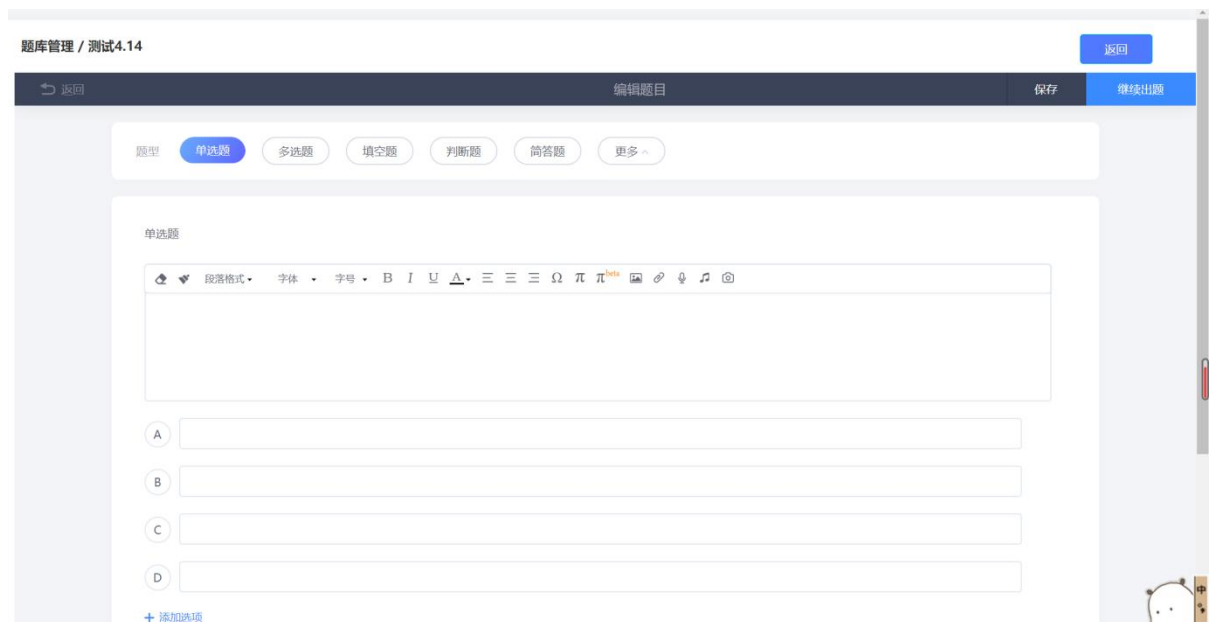 题库管理 / 测试4.14
返回
返回 编辑题目 保存 继续出题
题型 单选题 多选题 填空题 判断题 简答题 更多
单选题
段落格式 字体 字号 B I U A Ω π π beta
A
B
C
D
+ 添加选项
中